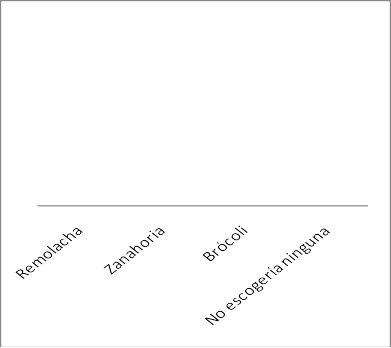 Remolacha
Zanahoria
Brócoli
No escogería ninguna